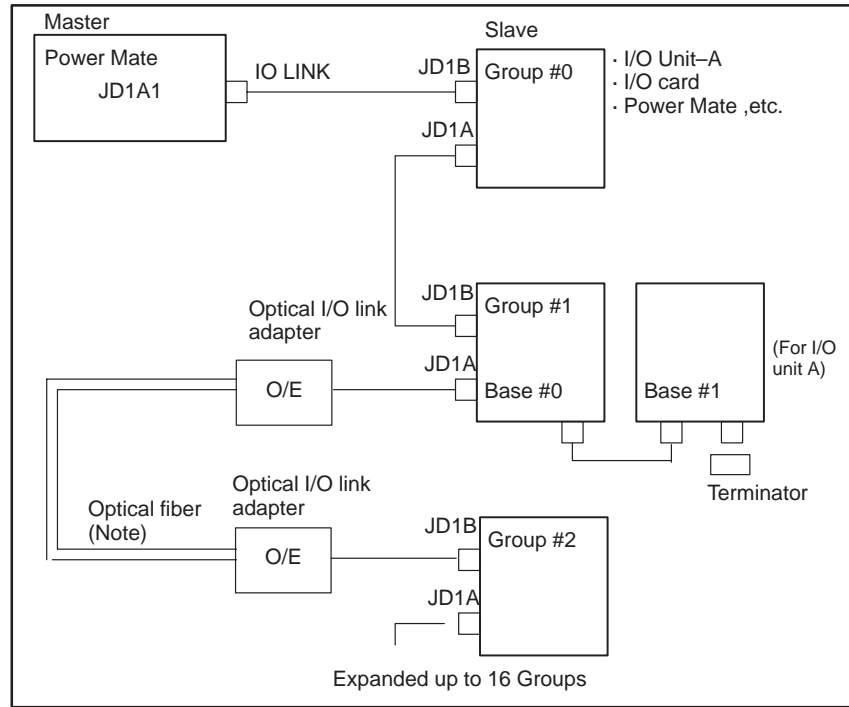 Master
Power Mate
JD1A1
IO LINK
Slave
JD1B
Group #0
JD1A
· I/O Unit–A
· I/O card
· Power Mate ,etc.
JD1B
Group #1
JD1A
Base #0
Base #1
(For I/O
unit A)
Terminator
Optical I/O link
adapter
O/E
Optical fiber
(Note)
Optical I/O link
adapter
O/E
JD1B
Group #2
JD1A
Expanded up to 16 Groups